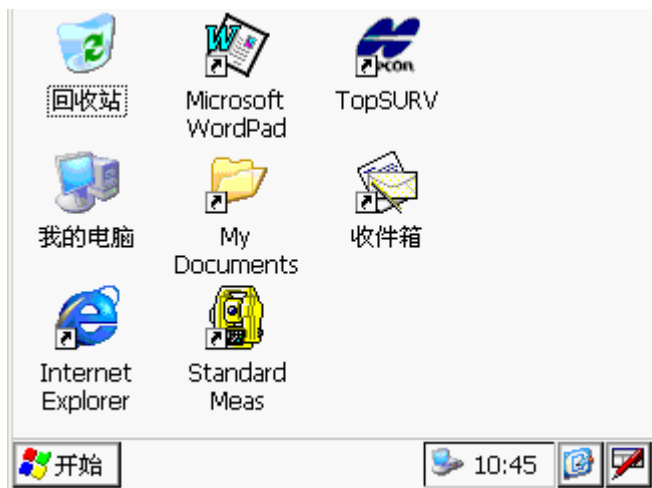 回收站
Microsoft
WordPad
TopSURV
我的电脑
My
Documents
收件箱
Internet
Explorer
Standard
Meas
开始
10:45